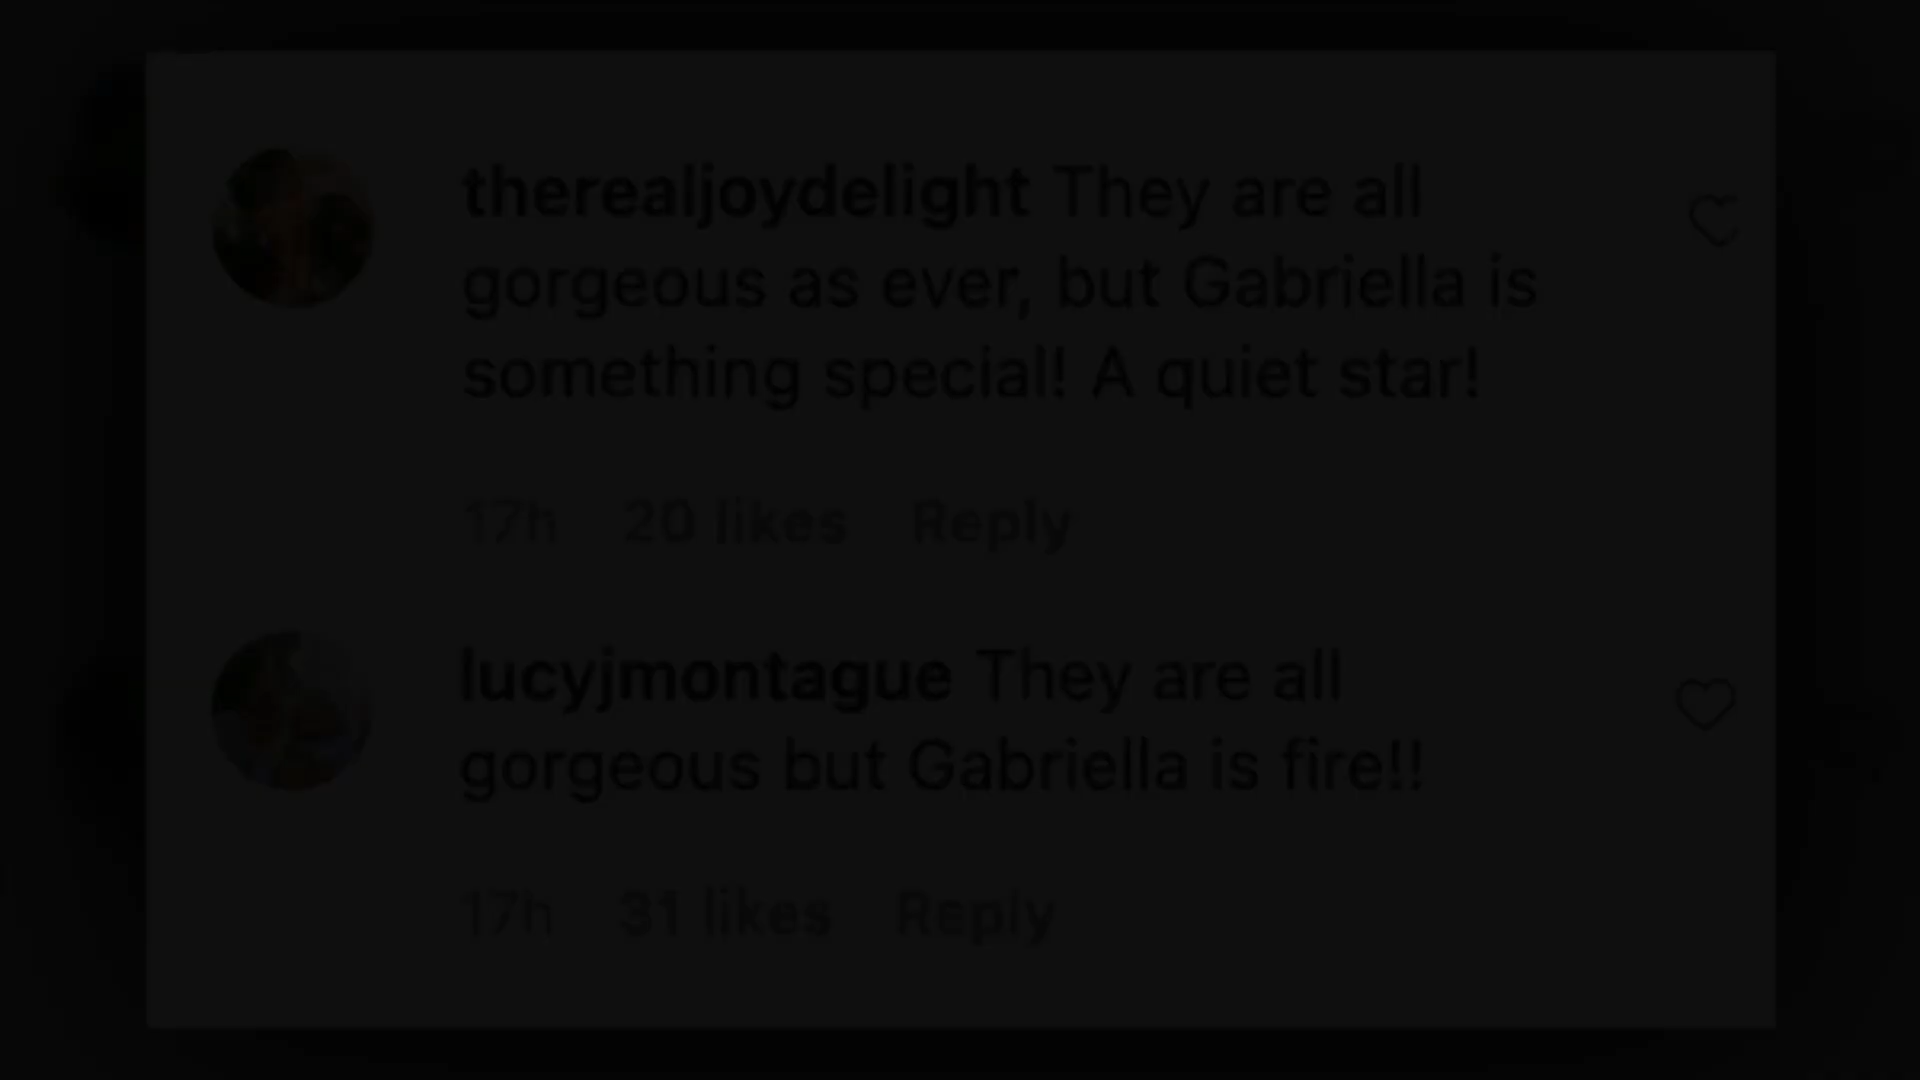 therealjoydelight They are all
gorgeous as ever, but Gabriella is
something special! A quiet star!
17h 20 likes Reply
lucyjmontague They are all
gorgeous but Gabriella is fire!!
17h 31 likes Reply